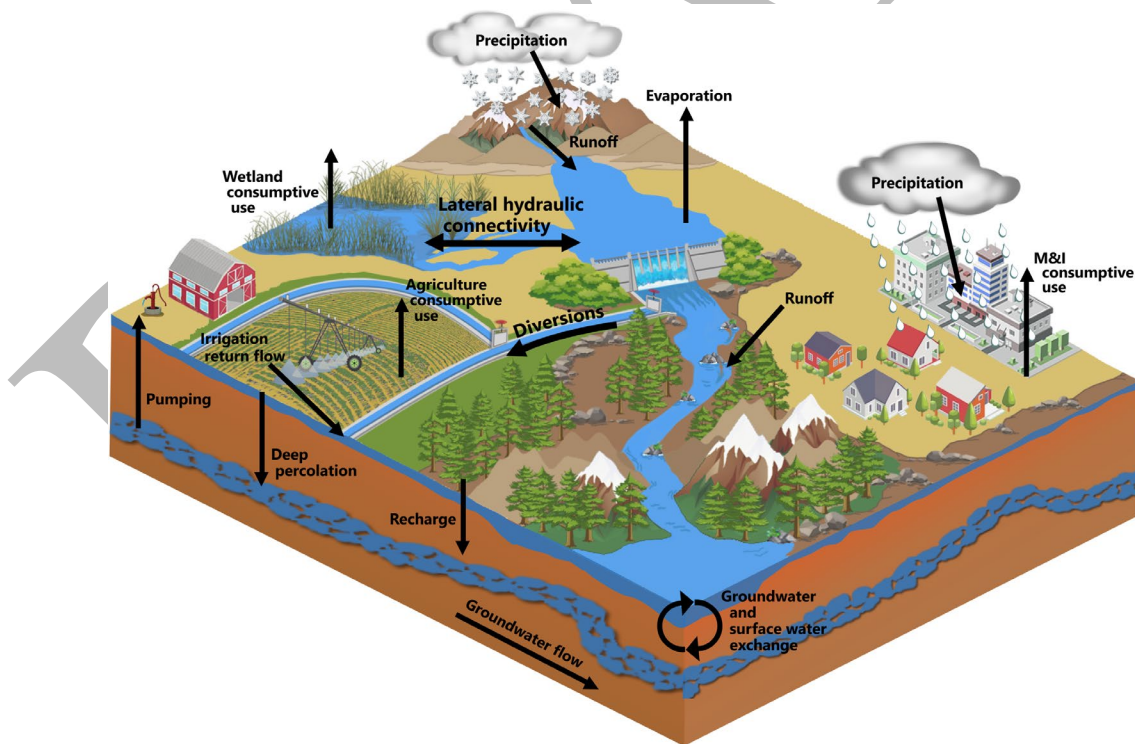 Precipitation
Evaporation
Runoff
Wetland
consumptive
use
Precipitation
Lateral hydraulic
connectivity
M&I
consumptive
use
Agriculture
consumptive
use
Runoff
Diversions
Irrigation
return flow
Pumping
Deep
percolation
Recharge
Groundwater
and
surface water
exchange
Groundwater flow